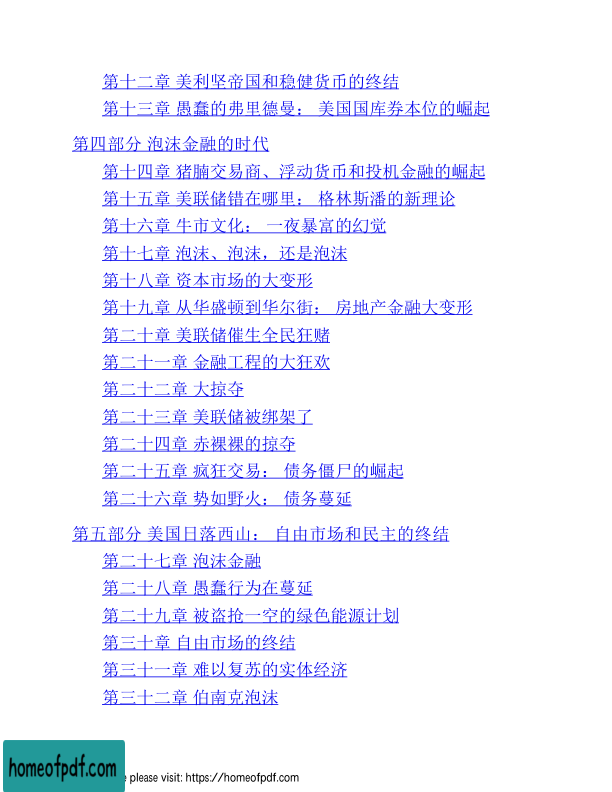 第十二章 美利坚帝国和稳健货币的终结
第十三章 愚蠢的弗里德曼： 美国国库券本位的崛起
第四部分 泡沫金融的时代
第十四章 猪腩交易商、浮动货币和投机金融的崛起
第十五章 美联储错在哪里： 格林斯潘的新理论
第十六章 牛市文化： 一夜暴富的幻觉
第十七章 泡沫、泡沫，还是泡沫
第十八章 资本市场的大变形
第十九章 从华盛顿到华尔街： 房地产金融大变形
第二十章 美联储催生全民狂赌
第二十一章 金融工程的大狂欢
第二十二章 大掠夺
第二十三章 美联储被绑架了
第二十四章 赤裸裸的掠夺
第二十五章 疯狂交易： 债务僵尸的崛起
第二十六章 势如野火： 债务蔓延
第五部分 美国日落西山： 自由市场和民主的终结
第二十七章 泡沫金融
第二十八章 愚蠢行为在蔓延
第二十九章 被盗抢一空的绿色能源计划
第三十章 自由市场的终结
第三十一章 难以复苏的实体经济
第三十二章 伯南克泡沫
homeofpdf.com
e please visit: https://homeofpdf.com